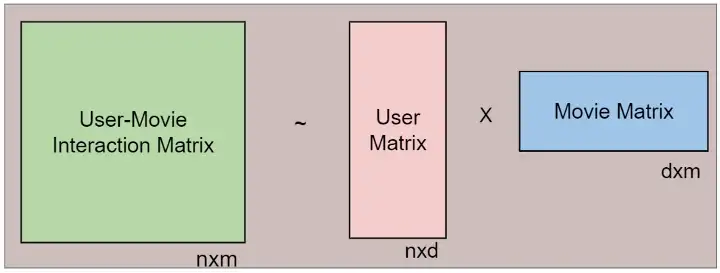 User-Movie
Interaction Matrix
nxm
~
User
Matrix
nxd
X
Movie Matrix
dxm